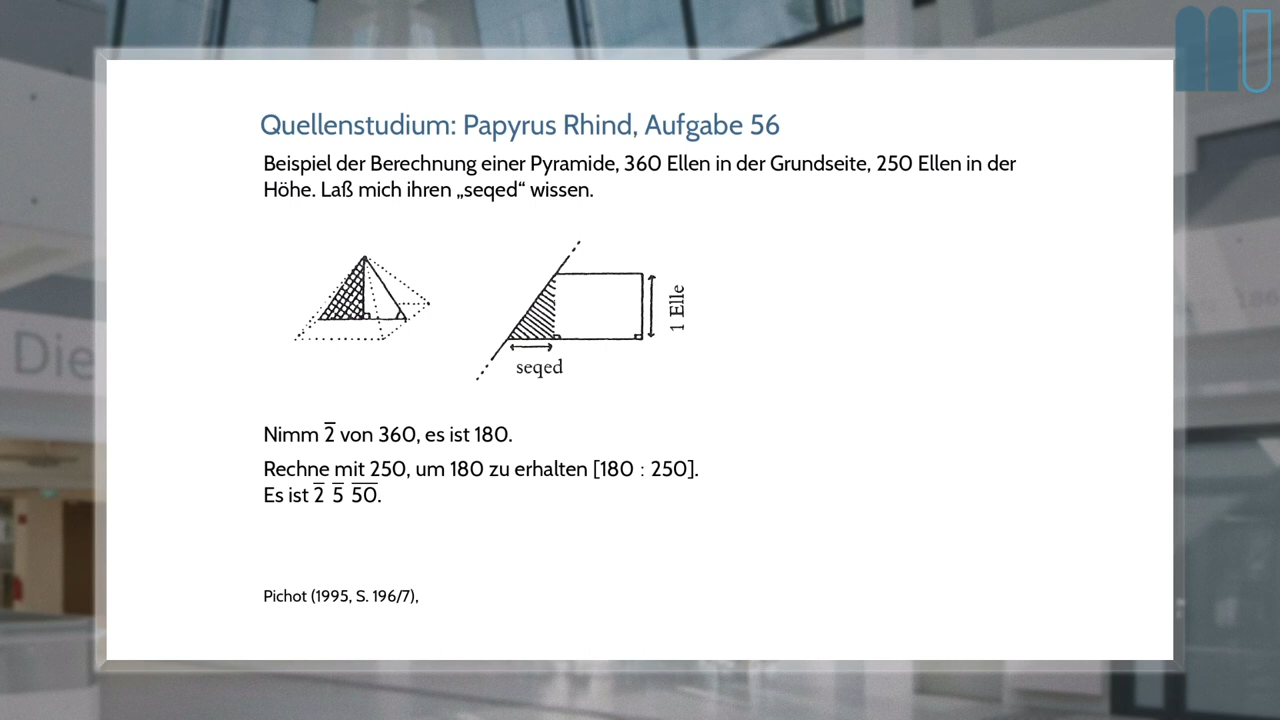 Quellenstudium: Papyrus Rhind, Aufgabe 56
Beispiel der Berechnung einer Pyramide, 360 Ellen in der Grundseite, 250 Ellen in der
Höhe. Laß mich ihren „seqed“ wissen.
1 Elle
seqed
Nimm 2̅ von 360, es ist 180.
Rechne mit 250, um 180 zu erhalten [180 : 250].
Es ist 2̅ 5̅ 5̅0̅.
Pichot (1995, S. 196/7),
Die